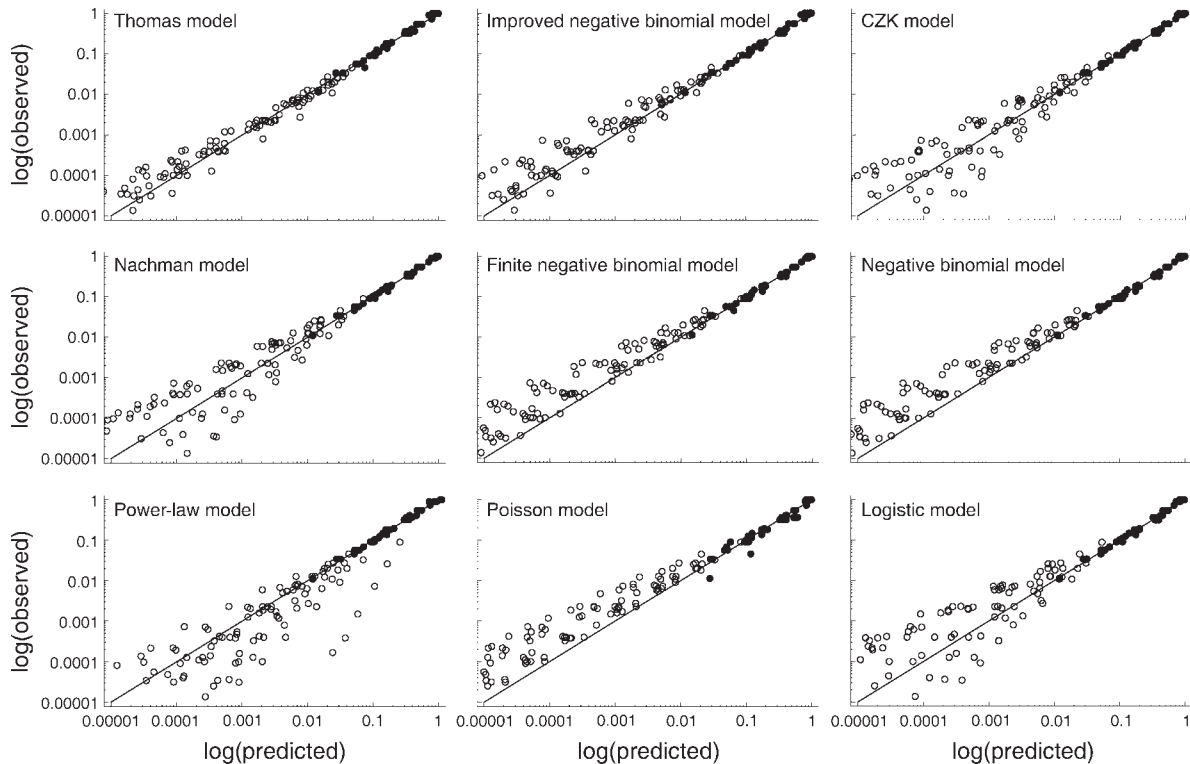 Thomas model
Improved negative binomial model
CZK model
log(observed)
1
0.1
0.01
0.001
0.0001
0.00001
Nachman model
Finite negative binomial model
Negative binomial model
log(observed)
1
0.1
0.01
0.001
0.0001
0.00001
Power-law model
Poisson model
Logistic model
log(observed)
1
0.1
0.01
0.001
0.0001
0.00001
0.00001 0.0001 0.001 0.01 0.1 1
0.00001 0.0001 0.001 0.01 0.1 1
0.00001 0.0001 0.001 0.01 0.1 1
log(predicted)
log(predicted)
log(predicted)